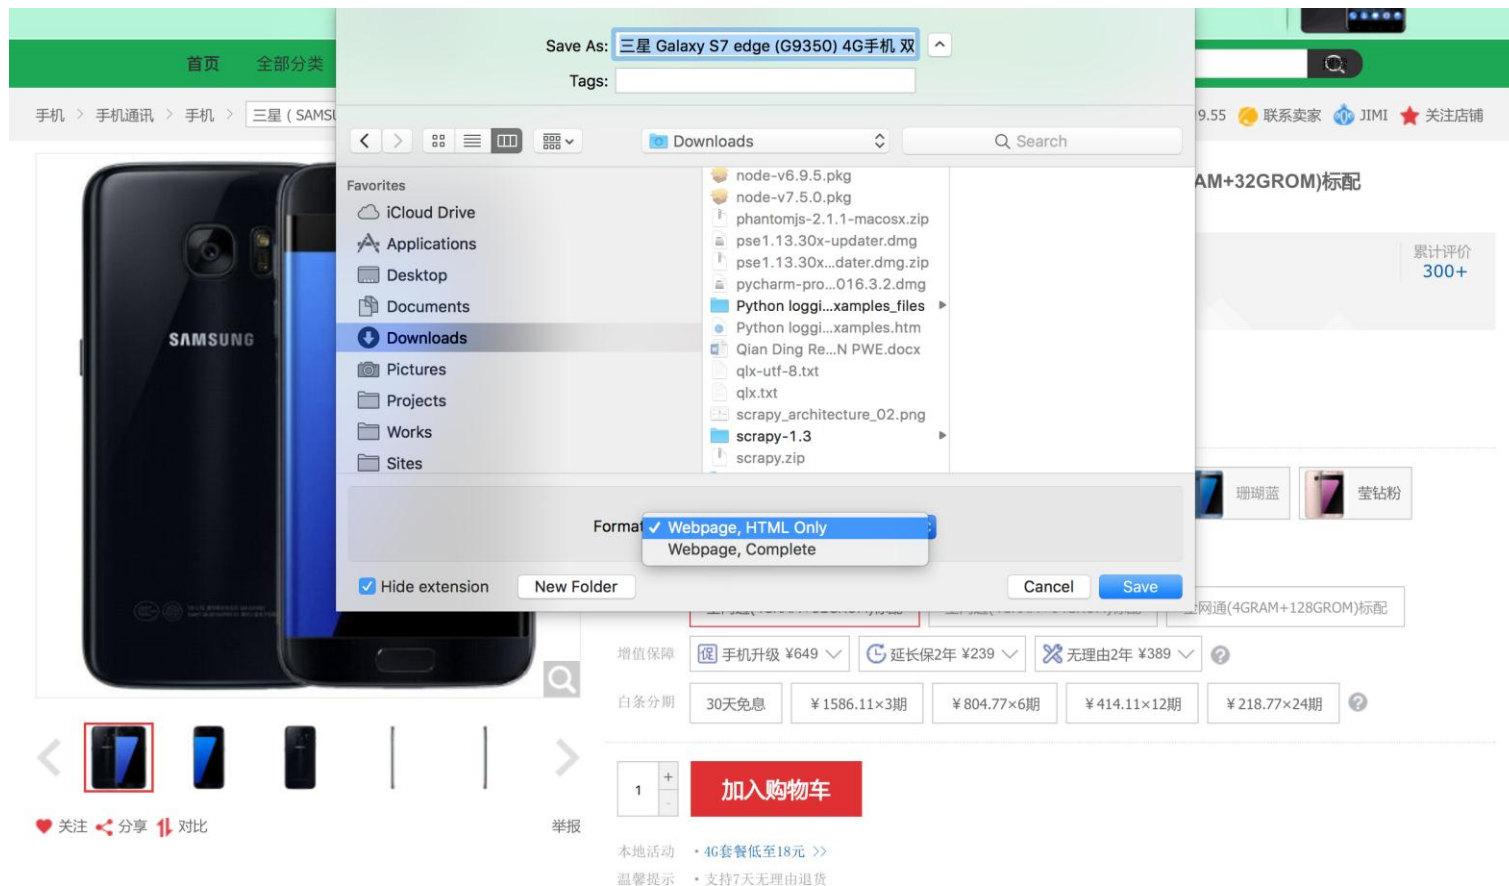 Save As: 三星 Galaxy S7 edge (G9350) 4G手机 双
Tags:
首页 全部分类
手机 > 手机通讯 > 手机 > 三星 ( SAMSU
9.55 联系卖家 JIMI 关注店铺
Downloads
Search
AM+32GROM)标配
累计评价
300+
Favorites
iCloud Drive
Applications
Desktop
Documents
Downloads
Pictures
Projects
Works
Sites
node-v6.9.5.pkg
node-v7.5.0.pkg
phantomjs-2.1.1-macosx.zip
pse1.13.30x-updater.dmg
pse1.13.30x...dater.dmg.zip
pycharm-pro...016.3.2.dmg
Python loggi...xamples_files
Python loggi...xamples.htm
Qian Ding Re...N PWE.docx
qlx-utf-8.txt
qlx.txt
scrapy_architecture_02.png
scrapy-1.3
scrapy.zip
SAMSUNG
珊瑚蓝 莹钻粉
Format
✓ Webpage, HTML Only
Webpage, Complete
Hide extension New Folder Cancel Save
网通(4GRAM+128GROM)标配
增值保障 促 手机升级 ¥649 延长保2年 ¥239 无理由2年 ¥389 ?
白条分期 30天免息 ¥1586.11×3期 ¥804.77×6期 ¥414.11×12期 ¥218.77×24期 ?
1 + - 加入购物车
关注 分享 对比 举报
本地活动 • 4G套餐低至18元 >>
温馨提示 • 支持7天无理由退货